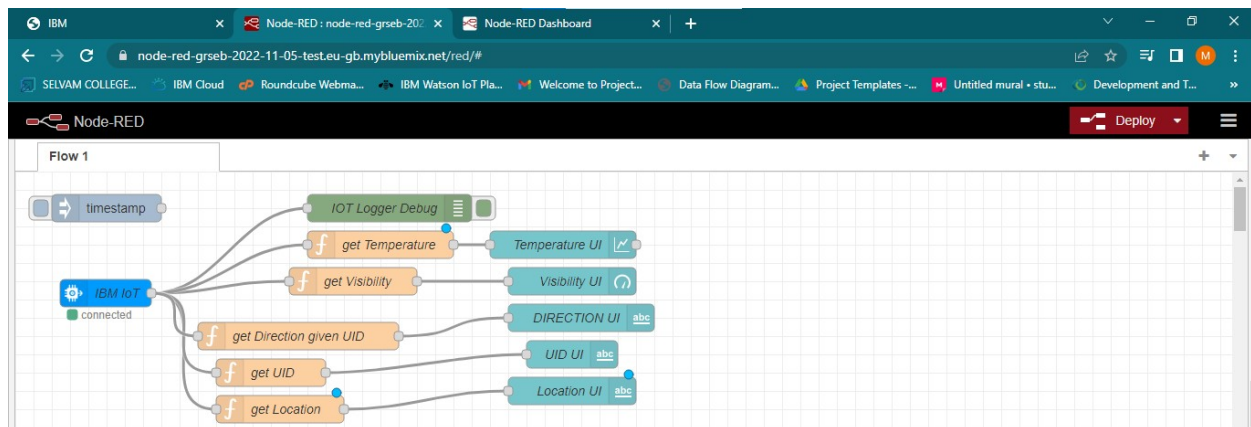 IBM
Node-RED : node-red-grseb-202
Node-RED Dashboard
node-red-grseb-2022-11-05-test.eu-gb.mybluemix.net/red/#
M
SELVAM COLLEGE...
IBM Cloud
cP Roundcube Webma...
IBM Watson IoT Pla...
Welcome to Project...
Data Flow Diagram...
Project Templates -...
Untitled mural • stu...
Development and T...
»
Node-RED
Deploy
Flow 1
timestamp
IOT Logger Debug
f get Temperature
Temperature UI
f get Visibility
Visibility UI
IBM IoT
connected
DIRECTION UI abc
f get Direction given UID
UID UI abc
f get UID
Location UI abc
f get Location